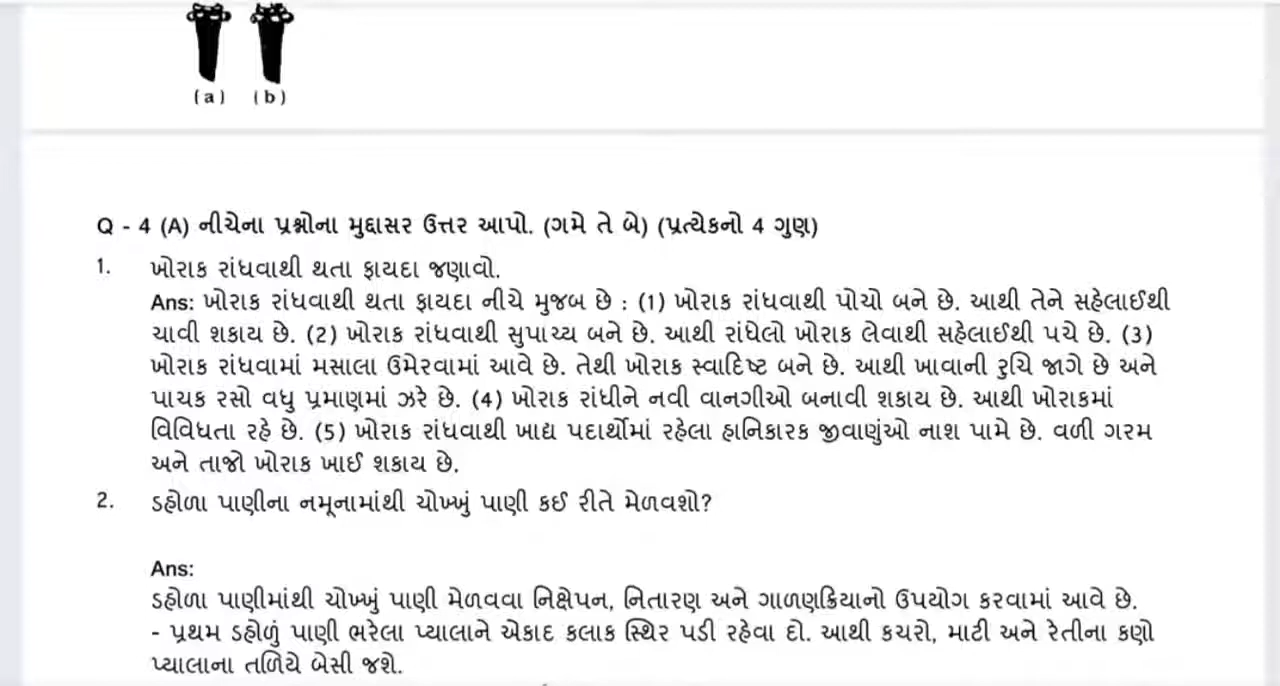 (a) (b)
Q - 4 (A) નીચેના પ્રશ્નોના મુદ્દાસર ઉત્તર આપો. (ગમે તે બે) (પ્રત્યેકનો 4 ગુણ)
1. ખોરાક રાંધવાથી થતા ફાયદા જણાવો.
Ans: ખોરાક રાંધવાથી થતા ફાયદા નીચે મુજબ છે : (1) ખોરાક રાંધવાથી પોચો બને છે. આથી તેને સહેલાઈથી
ચાવી શકાય છે. (2) ખોરાક રાંધવાથી સુપાચ્ય બને છે. આથી રાંધેલો ખોરાક લેવાથી સહેલાઈથી પચે છે. (3)
ખોરાક રાંધવામાં મસાલા ઉમેરવામાં આવે છે. તેથી ખોરાક સ્વાદિષ્ટ બને છે. આથી ખાવાની રુચિ જાગે છે અને
પાચક રસો વધુ પ્રમાણમાં ઝરે છે. (4) ખોરાક રાંધીને નવી વાનગીઓ બનાવી શકાય છે. આથી ખોરાકમાં
વિવિધતા રહે છે. (5) ખોરાક રાંધવાથી ખાદ્ય પદાર્થોમાં રહેલા હાનિકારક જીવાણુંઓ નાશ પામે છે. વળી ગરમ
અને તાજો ખોરાક ખાઈ શકાય છે.
2. ડહોળા પાણીના નમૂનામાંથી ચોખ્ખું પાણી કઈ રીતે મેળવશો?
Ans:
ડહોળા પાણીમાંથી ચોખ્ખું પાણી મેળવવા નિક્ષેપન, નિતારણ અને ગાળણક્રિયાનો ઉપયોગ કરવામાં આવે છે.
- પ્રથમ ડહોળું પાણી ભરેલા પ્યાલાને એકાદ કલાક સ્થિર પડી રહેવા દો. આથી કચરો, માટી અને રેતીના કણો
પ્યાલાના તળિયે બેસી જશે.